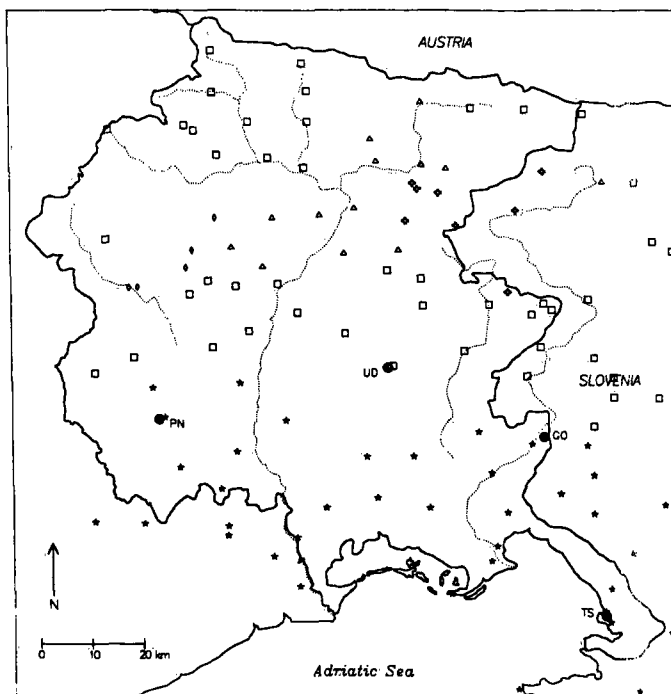 AUSTRIA
UD
SLOVENIA
PN
GO
N
TS
0 10 20 km
Adriatic Sea